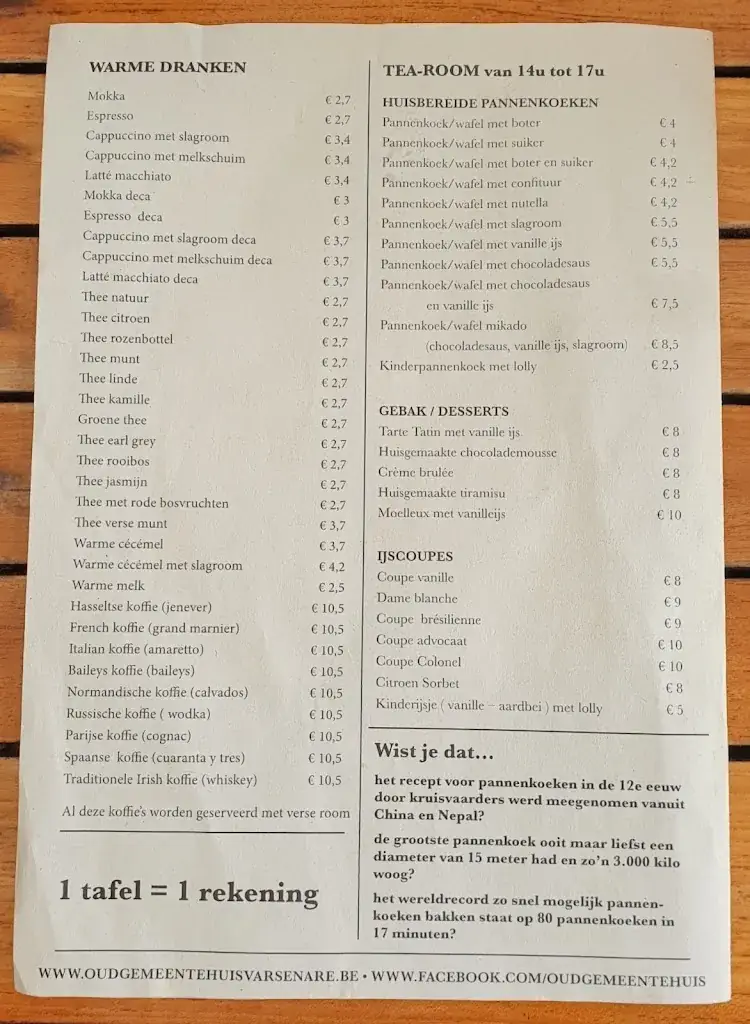 WARME DRANKEN
Mokka € 2,7
Espresso € 2,7
Cappuccino met slagroom € 3,4
Cappuccino met melkschuim € 3,4
Latté macchiato € 3,4
Mokka deca € 3
Espresso deca € 3
Cappuccino met slagroom deca € 3,7
Cappuccino met melkschuim deca € 3,7
Latté macchiato deca € 3,7
Thee natuur € 2,7
Thee citroen € 2,7
Thee rozenbottel € 2,7
Thee munt € 2,7
Thee linde € 2,7
Thee kamille € 2,7
Groene thee € 2,7
Thee earl grey € 2,7
Thee rooibos € 2,7
Thee jasmijn € 2,7
Thee met rode bosvruchten € 2,7
Thee verse munt € 3,7
Warme cécémel € 3,7
Warme cécémel met slagroom € 4,2
Warme melk € 2,5
Hasseltse koffie (jenever) € 10,5
French koffie (grand marnier) € 10,5
Italian koffie (amaretto) € 10,5
Baileys koffie (baileys) € 10,5
Normandische koffie (calvados) € 10,5
Russische koffie ( wodka) € 10,5
Parijse koffie (cognac) € 10,5
Spaanse koffie (cuaranta y tres) € 10,5
Traditionele Irish koffie (whiskey) € 10,5
Al deze koffie's worden geserveerd met verse room
1 tafel = 1 rekening
TEA-ROOM van 14u tot 17u
HUISBEREIDE PANNENKOEKEN
Pannenkoek/wafel met boter € 4
Pannenkoek/wafel met suiker € 4
Pannenkoek/wafel met boter en suiker € 4,2
Pannenkoek/wafel met confituur € 4,2
Pannenkoek/wafel met nutella € 4,2
Pannenkoek/wafel met slagroom € 5,5
Pannenkoek/wafel met vanille ijs € 5,5
Pannenkoek/wafel met chocoladesaus € 5,5
Pannenkoek/wafel met chocoladesaus
en vanille ijs € 7,5
Pannenkoek/wafel mikado
(chocoladesaus, vanille ijs, slagroom) € 8,5
Kinderpannenkoek met lolly € 2,5
GEBAK / DESSERTS
Tarte Tatin met vanille ijs € 8
Huisgemaakte chocolademousse € 8
Crème brulée € 8
Huisgemaakte tiramisu € 8
Moelleux met vanilleijs € 10
IJSCOUPES
Coupe vanille € 8
Dame blanche € 9
Coupe brésilienne € 9
Coupe advocaat € 10
Coupe Colonel € 10
Citroen Sorbet € 8
Kinderijsje ( vanille – aardbei ) met lolly € 5
Wist je dat...
het recept voor pannenkoeken in de 12e eeuw
door kruisvaarders werd meegenomen vanuit
China en Nepal?
de grootste pannenkoek ooit maar liefst een
diameter van 15 meter had en zo'n 3.000 kilo
woog?
het wereldrecord zo snel mogelijk pannen-
koeken bakken staat op 80 pannenkoeken in
17 minuten?
WWW.OUDGEMEENTEHUISVARSENARE.BE • WWW.FACEBOOK.COM/OUDGEMEENTEHUIS